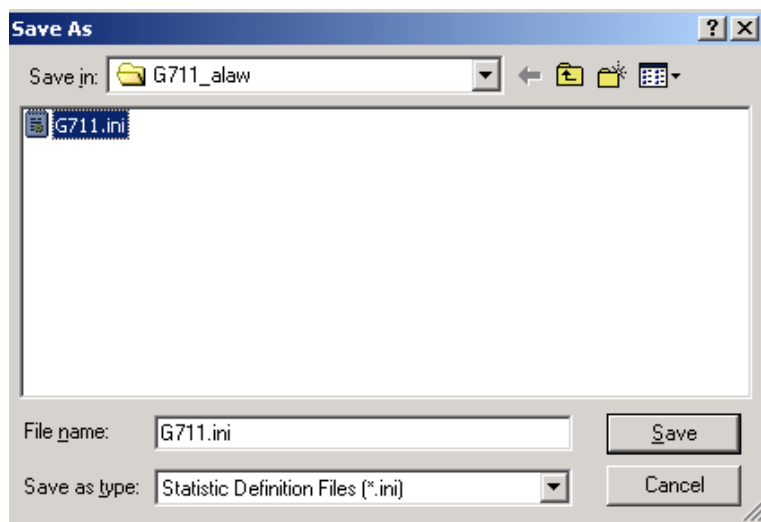 Save As
Save in: G711_alaw
G711.ini
File name: G711.ini Save
Save as type: Statistic Definition Files (*.ini) Cancel